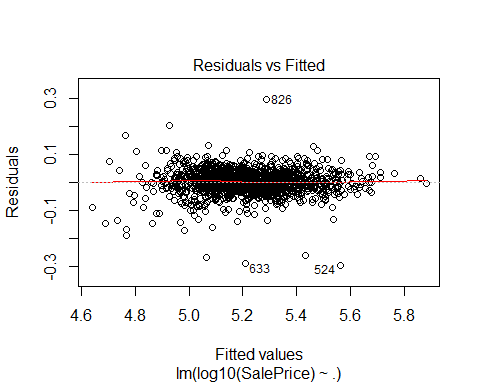 Residuals vs Fitted
Residuals
0.3
0.1
-0.1
-0.3
826
633
524
4.6 4.8 5.0 5.2 5.4 5.6 5.8
Fitted values
lm(log10(SalePrice) ~ .)